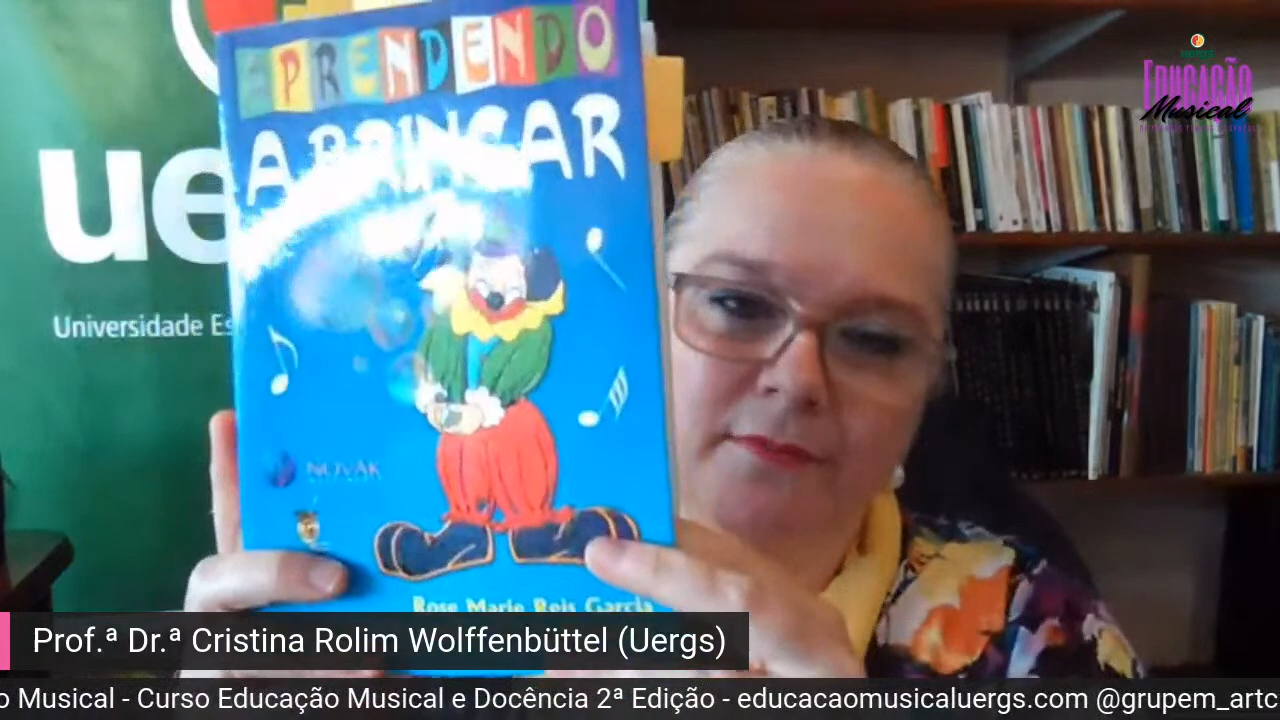 APRENDENDO
A BRINCAR
ue
Universidade Es
NOVAK
Rose Marie Reis Garcia
EDUCAÇÃO
Musical
Prof.ª Dr.ª Cristina Rolim Wolffenbüttel (Uergs)
o Musical - Curso Educação Musical e Docência 2ª Edição - educacaomusicaluergs.com @grupem_artc